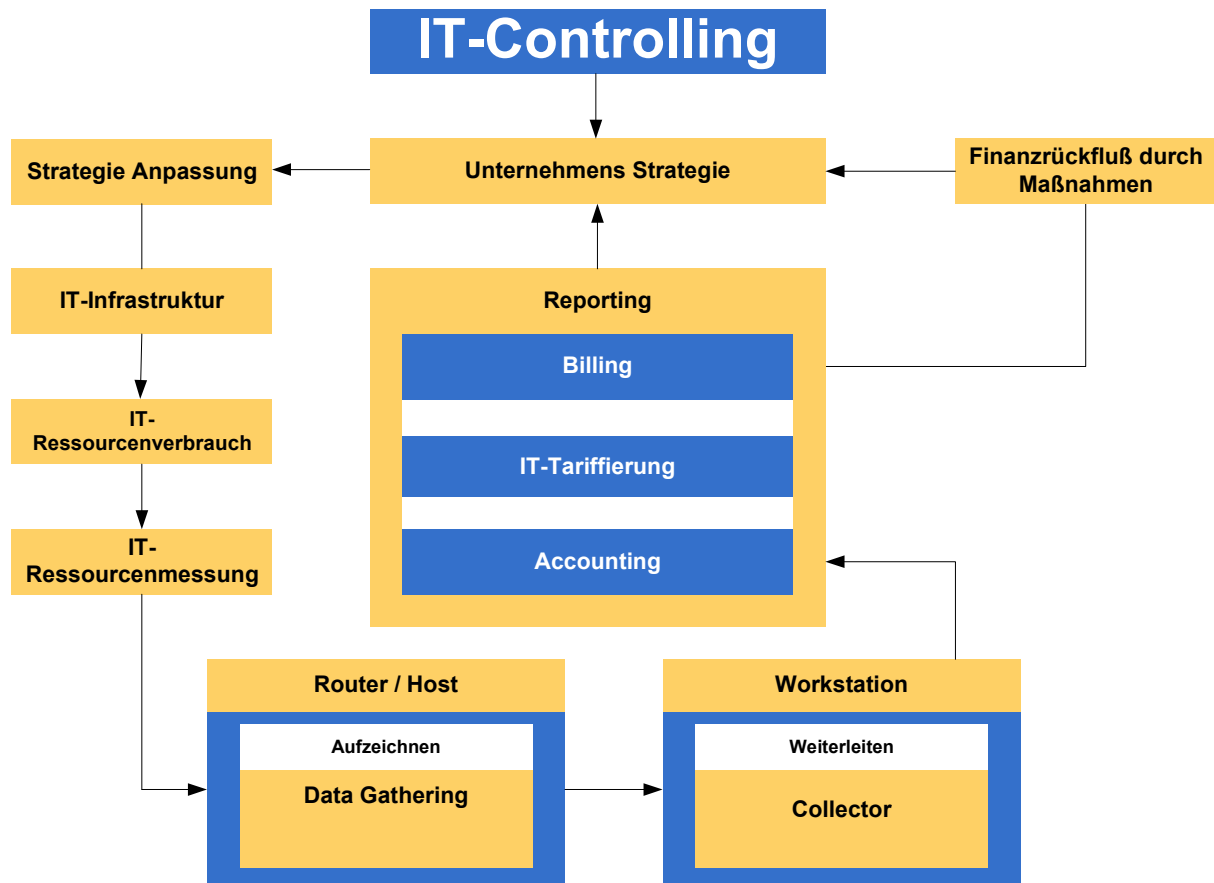 IT-Controlling
Strategie Anpassung
Unternehmens Strategie
Finanzrückfluß durch
Maßnahmen
IT-Infrastruktur
Reporting
Billing
IT-
Ressourcenverbrauch
IT-Tariffierung
IT-
Ressourcenmessung
Accounting
Router / Host
Workstation
Aufzeichnen
Weiterleiten
Data Gathering
Collector